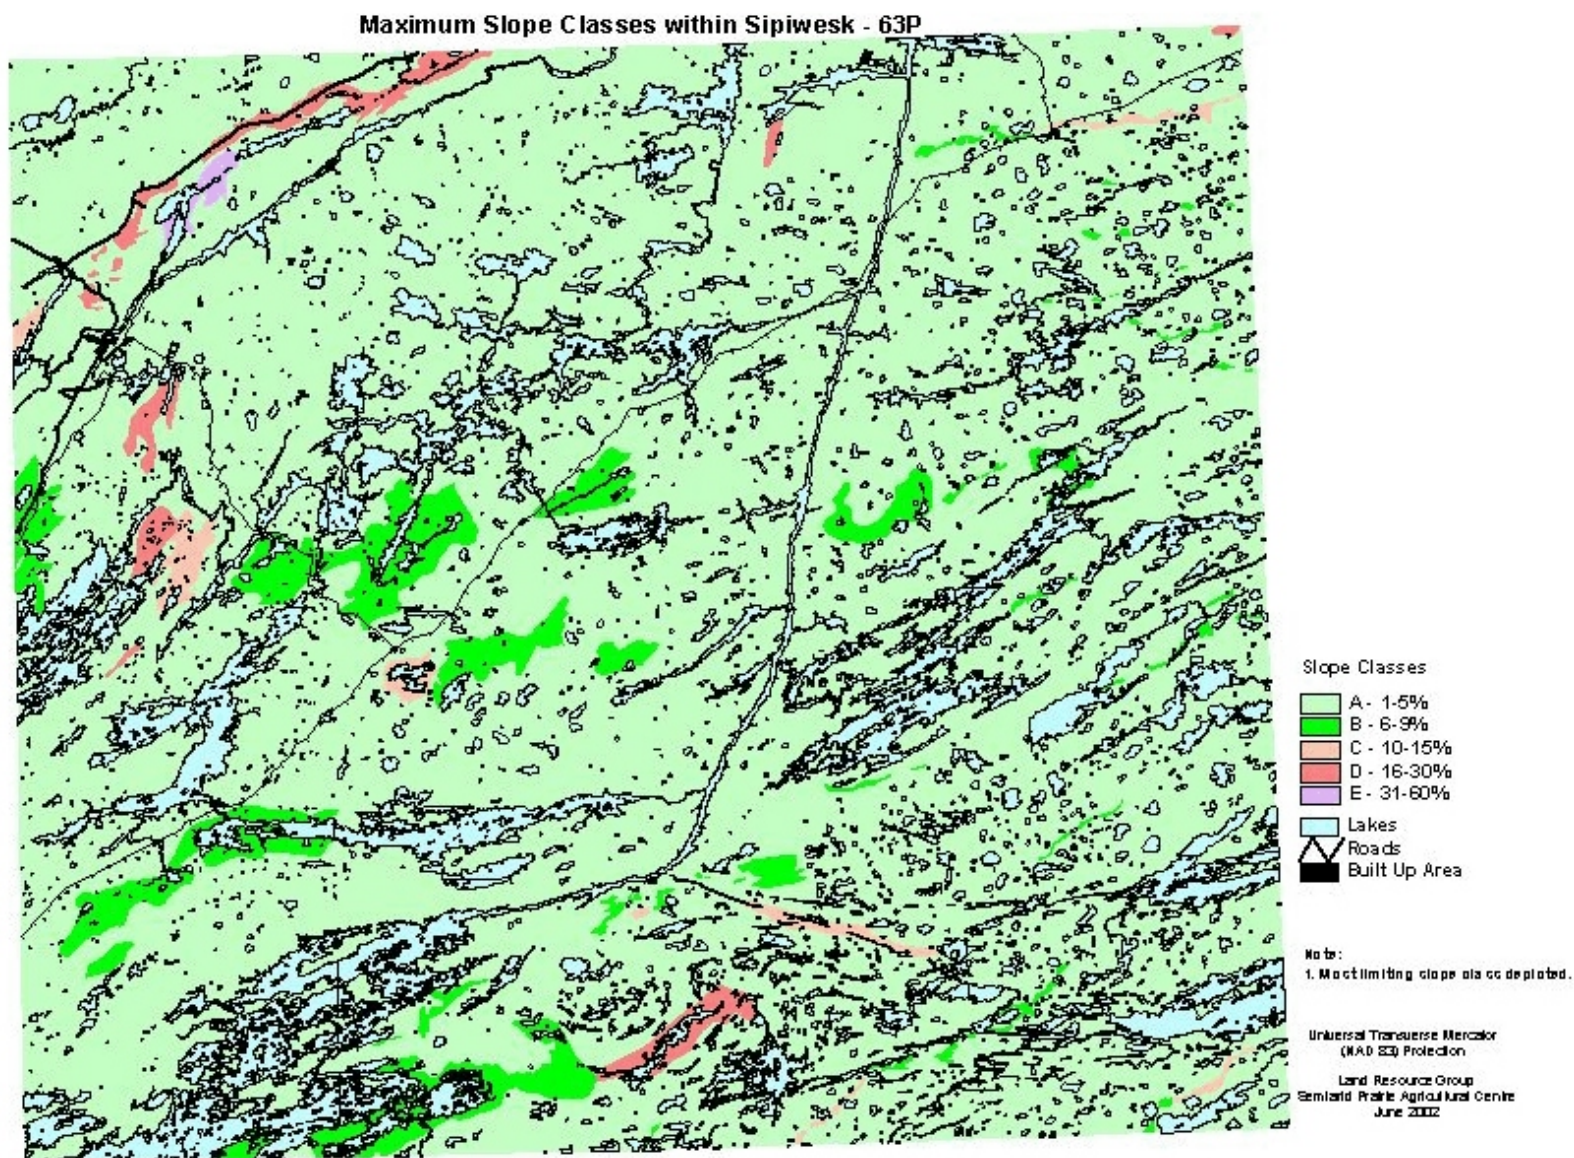 Maximum Slope Classes within Sipiwesk - 63P
Slope Classes
A - 1-5%
B - 6-9%
C - 10-15%
D - 16-30%
E - 31-60%
Lakes
Roads
Built Up Area
Note:
1. Most limiting slope class depicted.
Universal Transverse Mercator
(NAD 83) Projection
Land Resource Group
Semiarid Prairie Agricultural Centre
June 2002